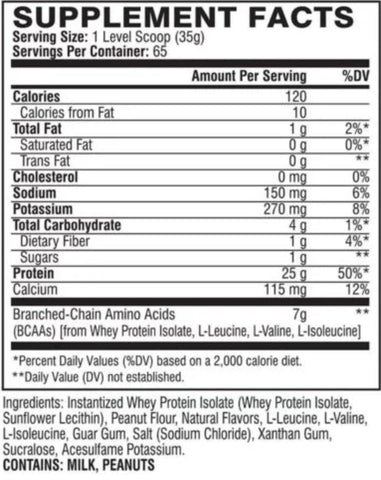 SUPPLEMENT FACTS
Serving Size: 1 Level Scoop (35g)
Servings Per Container: 65
Amount Per Serving %DV
Calories 120
Calories from Fat 10
Total Fat 1 g 2%*
Saturated Fat 0 g 0%*
Trans Fat 0 g **
Cholesterol 0 mg 0%
Sodium 150 mg 6%
Potassium 270 mg 8%
Total Carbohydrate 4 g 1%*
Dietary Fiber 1 g 4%*
Sugars 1 g **
Protein 25 g 50%*
Calcium 115 mg 12%
Branched-Chain Amino Acids 7g **
(BCAAs) [from Whey Protein Isolate, L-Leucine, L-Valine, L-Isoleucine]
*Percent Daily Values (%DV) based on a 2,000 calorie diet.
**Daily Value (DV) not established.
Ingredients: Instantized Whey Protein Isolate (Whey Protein Isolate,
Sunflower Lecithin), Peanut Flour, Natural Flavors, L-Leucine, L-Valine,
L-Isoleucine, Guar Gum, Salt (Sodium Chloride), Xanthan Gum,
Sucralose, Acesulfame Potassium.
CONTAINS: MILK, PEANUTS